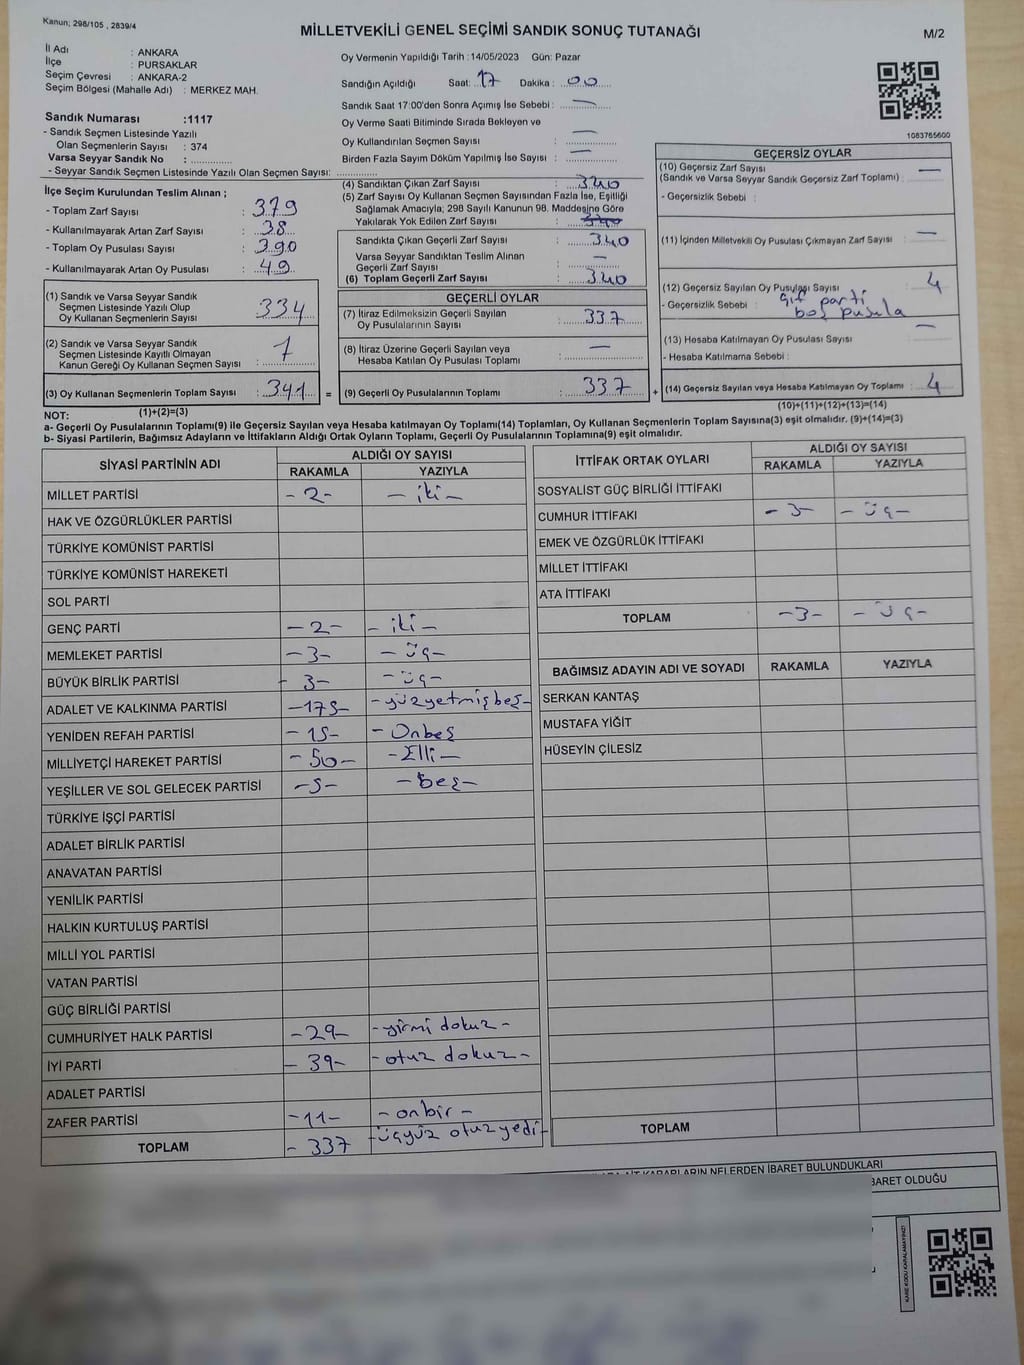 Kanun; 298/105 , 2839/4
MİLLETVEKİLİ GENEL SEÇİMİ SANDIK SONUÇ TUTANAĞI
M/2
İl Adı : ANKARA
İlçe : PURSAKLAR
Seçim Çevresi : ANKARA-2
Seçim Bölgesi (Mahalle Adı) : MERKEZ MAH.
Sandık Numarası :1117
- Sandık Seçmen Listesinde Yazılı
Olan Seçmenlerin Sayısı : 374
Varsa Seyyar Sandık No :
- Seyyar Sandık Seçmen Listesinde Yazılı Olan Seçmen Sayısı:
Oy Vermenin Yapıldığı Tarih :14/05/2023 Gün: Pazar
Sandığın Açıldığı Saat: 17 Dakika : 00
Sandık Saat 17:00'den Sonra Açımış İse Sebebi : —
Oy Verme Saati Bitiminde Sırada Bekleyen ve
Oy Kullandırılan Seçmen Sayısı : —
Birden Fazla Sayım Döküm Yapılmış İse Sayısı : —
1083765600
İlçe Seçim Kurulundan Teslim Alınan ;
- Toplam Zarf Sayısı : 379
- Kullanılmayarak Artan Zarf Sayısı : 38
- Toplam Oy Pusulası Sayısı : 390
- Kullanılmayarak Artan Oy Pusulası : 49
(1) Sandık ve Varsa Seyyar Sandık
Seçmen Listesinde Yazılı Olup
Oy Kullanan Seçmenlerin Sayısı : 334
(2) Sandık ve Varsa Seyyar Sandık
Seçmen Listesinde Kayıtlı Olmayan
Kanun Gereği Oy Kullanan Seçmen Sayısı : 7
(3) Oy Kullanan Seçmenlerin Toplam Sayısı : 341 =
(4) Sandıktan Çıkan Zarf Sayısı : 340
(5) Zarf Sayısı Oy Kullanan Seçmen Sayısından Fazla İse, Eşitliği
Sağlamak Amacıyla; 298 Sayılı Kanunun 98. Maddesine Göre
Yakılarak Yok Edilen Zarf Sayısı : 340
Sandıkta Çıkan Geçerli Zarf Sayısı : 340
Varsa Seyyar Sandıktan Teslim Alınan
Geçerli Zarf Sayısı : —
(6) Toplam Geçerli Zarf Sayısı : 340
GEÇERLİ OYLAR
(7) İtiraz Edilmeksizin Geçerli Sayılan
Oy Pusulalarının Sayısı : 337
(8) İtiraz Üzerine Geçerli Sayılan veya
Hesaba Katılan Oy Pusulası Toplamı : —
(9) Geçerli Oy Pusulalarının Toplamı : 337 +
GEÇERSİZ OYLAR
(10) Geçersiz Zarf Sayısı
(Sandık ve Varsa Seyyar Sandık Geçersiz Zarf Toplamı) : —
- Geçersizlik Sebebi :
(11) İçinden Milletvekili Oy Pusulası Çıkmayan Zarf Sayısı : —
(12) Geçersiz Sayılan Oy Pusulası Sayısı : 4
- Geçersizlik Sebebi : çift parti
boş pusula
(13) Hesaba Katılmayan Oy Pusulası Sayısı : —
- Hesaba Katılmama Sebebi :
(14) Geçersiz Sayılan veya Hesaba Katılmayan Oy Toplamı : 4
NOT: (1)+(2)=(3) (10)+(11)+(12)+(13)=(14)
a- Geçerli Oy Pusulalarının Toplamı(9) ile Geçersiz Sayılan veya Hesaba katılmayan Oy Toplamı(14) Toplamları, Oy Kullanan Seçmenlerin Toplam Sayısına(3) eşit olmalıdır. (9)+(14)=(3)
b- Siyasi Partilerin, Bağımsız Adayların ve İttifakların Aldığı Ortak Oyların Toplamı, Geçerli Oy Pusulalarının Toplamına(9) eşit olmalıdır.
SİYASİ PARTİNİN ADI ALDIĞI OY SAYISI
RAKAMLA YAZIYLA
MİLLET PARTİSİ -2- - iki -
HAK VE ÖZGÜRLÜKLER PARTİSİ
TÜRKİYE KOMÜNİST PARTİSİ
TÜRKİYE KOMÜNİST HAREKETİ
SOL PARTİ
GENÇ PARTİ -2- - iki -
MEMLEKET PARTİSİ -3- - üç -
BÜYÜK BİRLİK PARTİSİ - 3- - üç -
ADALET VE KALKINMA PARTİSİ -175- -yüzyetmişbeş-
YENİDEN REFAH PARTİSİ - 15- - Onbeş
MİLLİYETÇİ HAREKET PARTİSİ - 50- - Elli -
YEŞİLLER VE SOL GELECEK PARTİSİ -5- - beş -
TÜRKİYE İŞÇİ PARTİSİ
ADALET BİRLİK PARTİSİ
ANAVATAN PARTİSİ
YENİLİK PARTİSİ
HALKIN KURTULUŞ PARTİSİ
MİLLİ YOL PARTİSİ
VATAN PARTİSİ
GÜÇ BİRLİĞİ PARTİSİ
CUMHURİYET HALK PARTİSİ -29- -yirmi dokuz -
İYİ PARTİ - 39- - otuz dokuz -
ADALET PARTİSİ
ZAFER PARTİSİ -11- - onbir -
TOPLAM - 337 -üçyüz otuz yedi-
İTTİFAK ORTAK OYLARI ALDIĞI OY SAYISI
RAKAMLA YAZIYLA
SOSYALİST GÜÇ BİRLİĞİ İTTİFAKI
CUMHUR İTTİFAKI - 3- - üç -
EMEK VE ÖZGÜRLÜK İTTİFAKI
MİLLET İTTİFAKI
ATA İTTİFAKI
TOPLAM -3- - üç -
BAĞIMSIZ ADAYIN ADI VE SOYADI RAKAMLA YAZIYLA
SERKAN KANTAŞ
MUSTAFA YİĞİT
HÜSEYİN ÇİLESİZ
TOPLAM
KARARLARIN NELERDEN İBARET BULUNDUKLARI
BARET OLDUĞU
KARE KODU KARALAMAYINIZ!